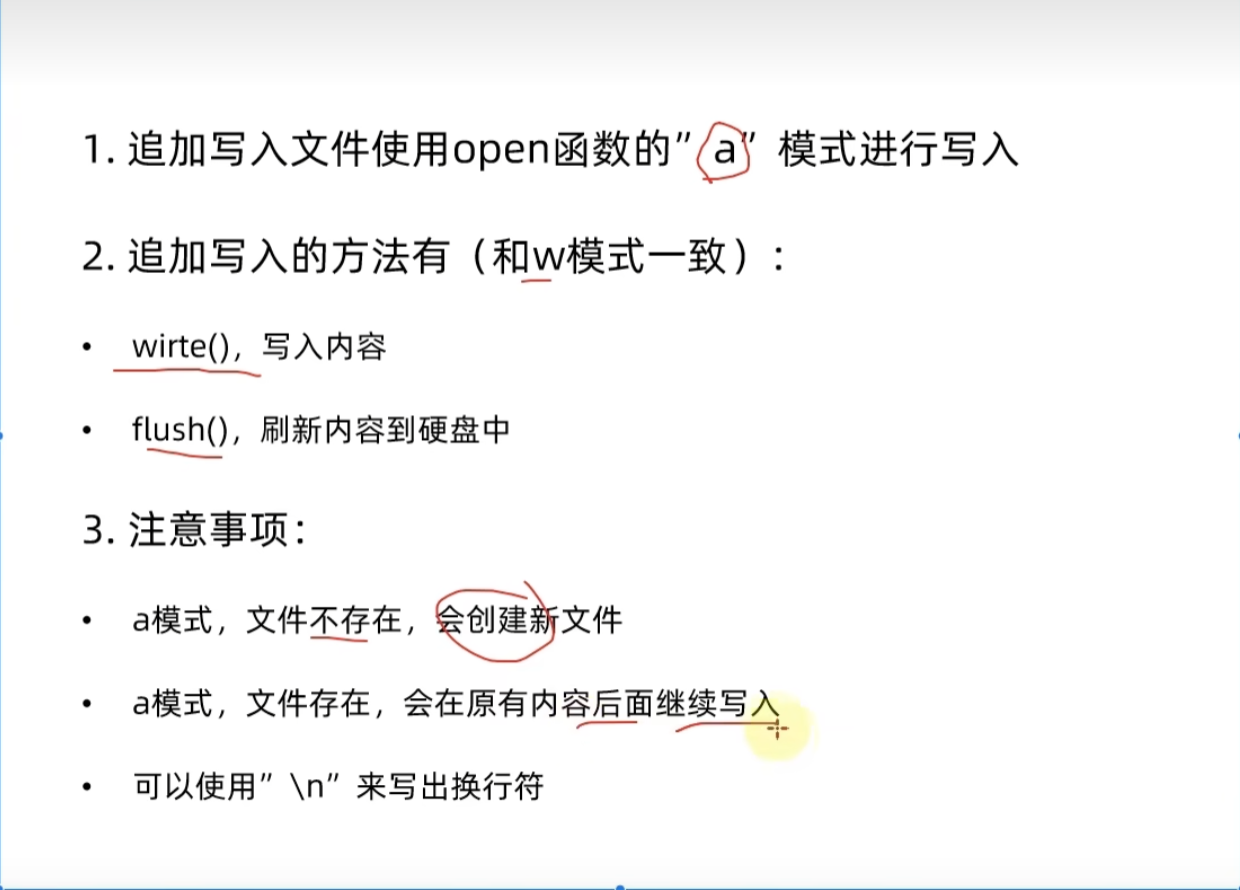 1. 追加写入文件使用open函数的”a”模式进行写入
2. 追加写入的方法有（和w模式一致）：
• wirte()，写入内容
• flush()，刷新内容到硬盘中
3. 注意事项：
• a模式，文件不存在，会创建新文件
• a模式，文件存在，会在原有内容后面继续写入
• 可以使用”\n”来写出换行符